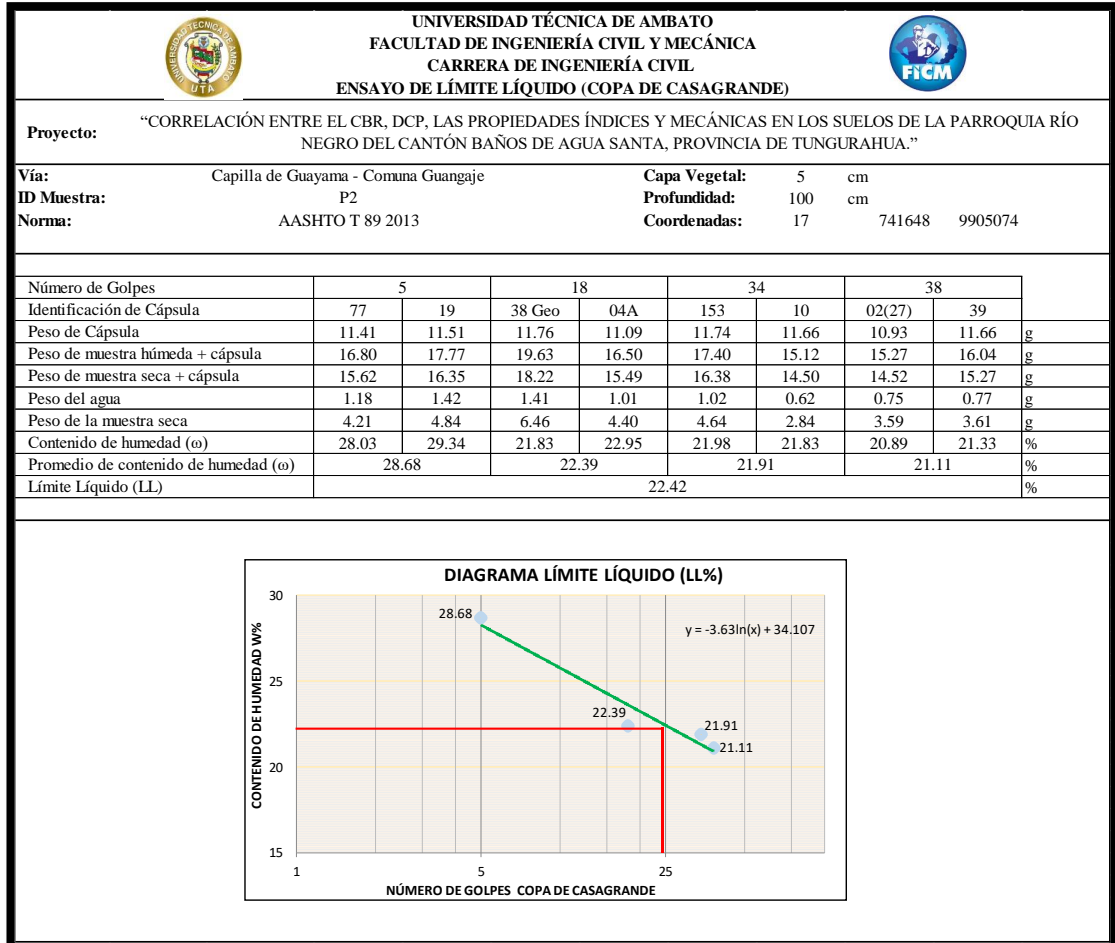 UNIVERSIDAD TÉCNICA DE AMBATO
FACULTAD DE INGENIERÍA CIVIL Y MECÁNICA
CARRERA DE INGENIERÍA CIVIL
ENSAYO DE LÍMITE LÍQUIDO (COPA DE CASAGRANDE)
UNIVERSIDAD TECNICA DE AMBATO
UTA
FICM
Proyecto: “CORRELACIÓN ENTRE EL CBR, DCP, LAS PROPIEDADES ÍNDICES Y MECÁNICAS EN LOS SUELOS DE LA PARROQUIA RÍO
NEGRO DEL CANTÓN BAÑOS DE AGUA SANTA, PROVINCIA DE TUNGURAHUA.”
Vía: Capilla de Guayama - Comuna Guangaje Capa Vegetal: 5 cm
ID Muestra: P2 Profundidad: 100 cm
Norma: AASHTO T 89 2013 Coordenadas: 17 741648 9905074
Número de Golpes 5 18 34 38
Identificación de Cápsula 77 19 38 Geo 04A 153 10 02(27) 39
Peso de Cápsula 11.41 11.51 11.76 11.09 11.74 11.66 10.93 11.66 g
Peso de muestra húmeda + cápsula 16.80 17.77 19.63 16.50 17.40 15.12 15.27 16.04 g
Peso de muestra seca + cápsula 15.62 16.35 18.22 15.49 16.38 14.50 14.52 15.27 g
Peso del agua 1.18 1.42 1.41 1.01 1.02 0.62 0.75 0.77 g
Peso de la muestra seca 4.21 4.84 6.46 4.40 4.64 2.84 3.59 3.61 g
Contenido de humedad (ω) 28.03 29.34 21.83 22.95 21.98 21.83 20.89 21.33 %
Promedio de contenido de humedad (ω) 28.68 22.39 21.91 21.11 %
Límite Líquido (LL) 22.42 %
DIAGRAMA LÍMITE LÍQUIDO (LL%)
CONTENIDO DE HUMEDAD W%
30
25
20
15
28.68
y = -3.63ln(x) + 34.107
22.39
21.91
21.11
1 5 25
NÚMERO DE GOLPES COPA DE CASAGRANDE